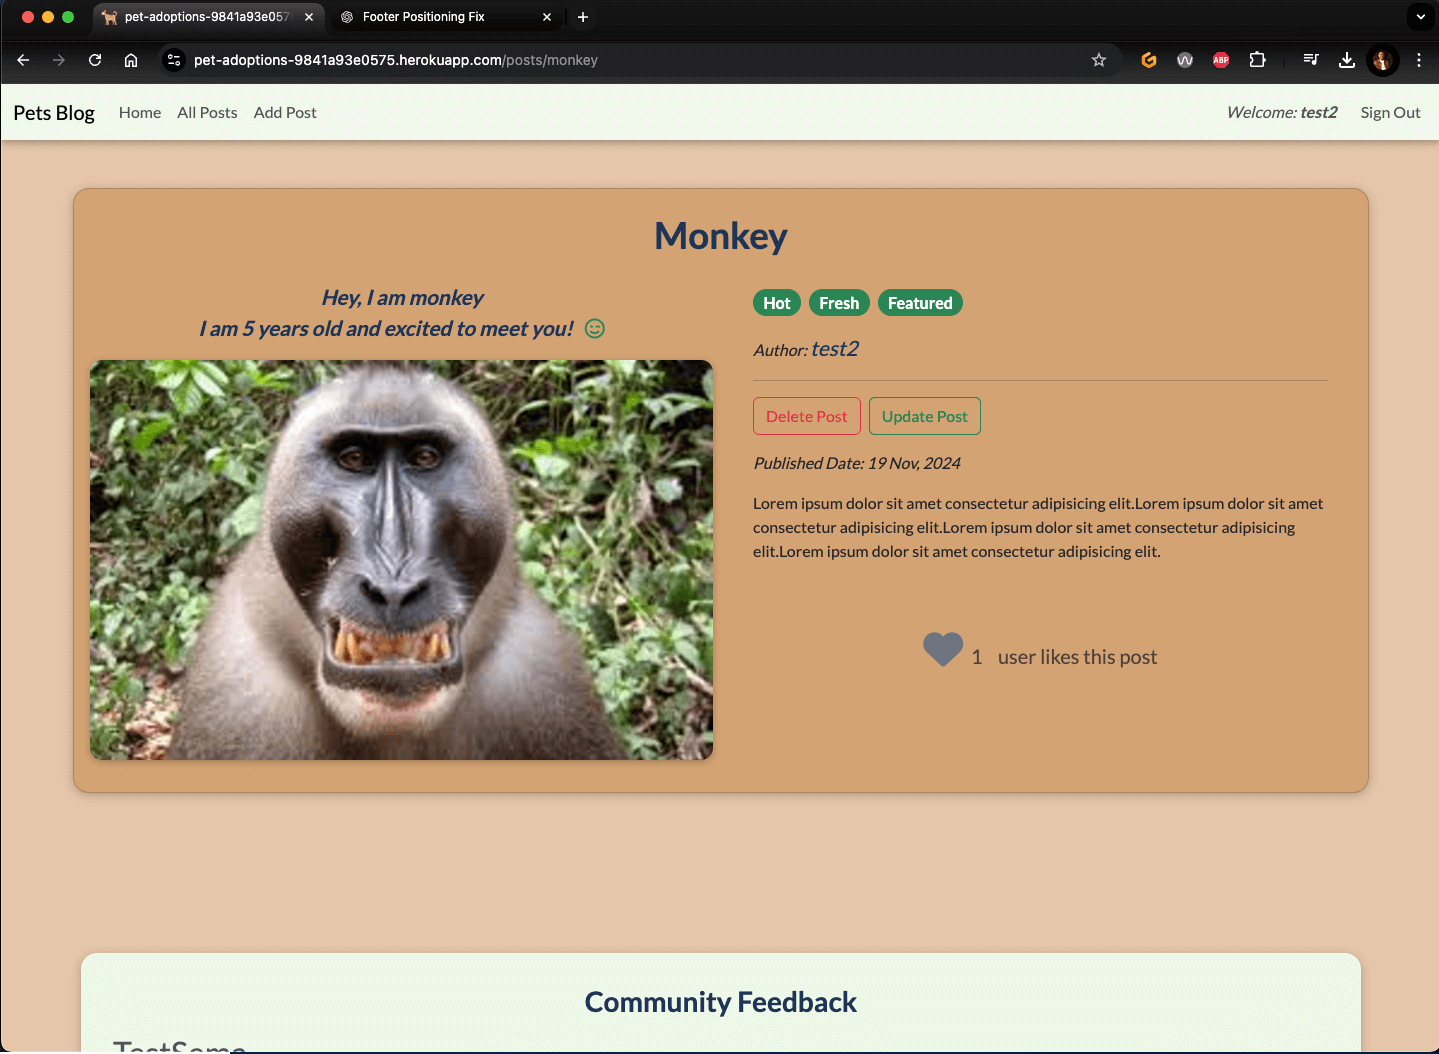 pet-adoptions-9841a93e057
Footer Positioning Fix
pet-adoptions-9841a93e0575.herokuapp.com/posts/monkey
ABP
Pets Blog Home All Posts Add Post Welcome: test2 Sign Out
Monkey
Hey, I am monkey
I am 5 years old and excited to meet you!
Hot Fresh Featured
Author: test2
Delete Post Update Post
Published Date: 19 Nov, 2024
Lorem ipsum dolor sit amet consectetur adipisicing elit.Lorem ipsum dolor sit amet
consectetur adipisicing elit.Lorem ipsum dolor sit amet consectetur adipisicing
elit.Lorem ipsum dolor sit amet consectetur adipisicing elit.
1 user likes this post
Community Feedback